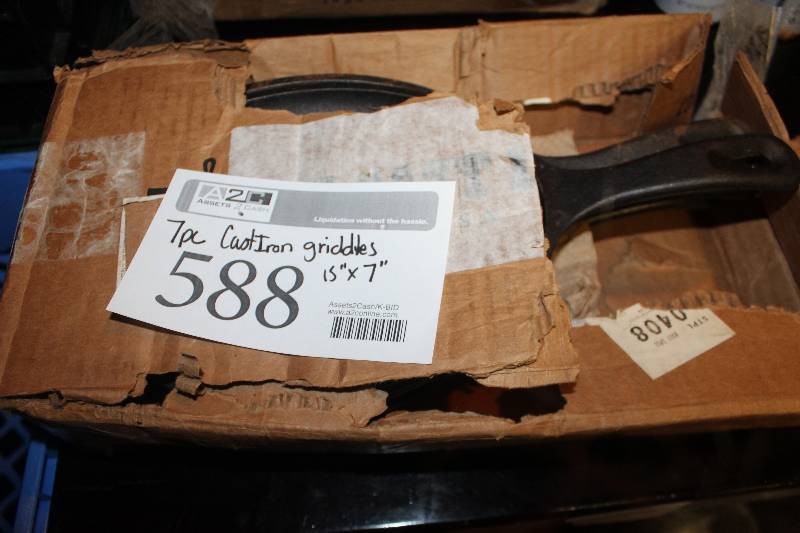 A2C
ASSETS 2 CASH
Liquidation without the hassle.
7pc Cast Iron griddles
15" x 7"
588
Assets2Cash/K-BID
www.a2conline.com
STPL
0408